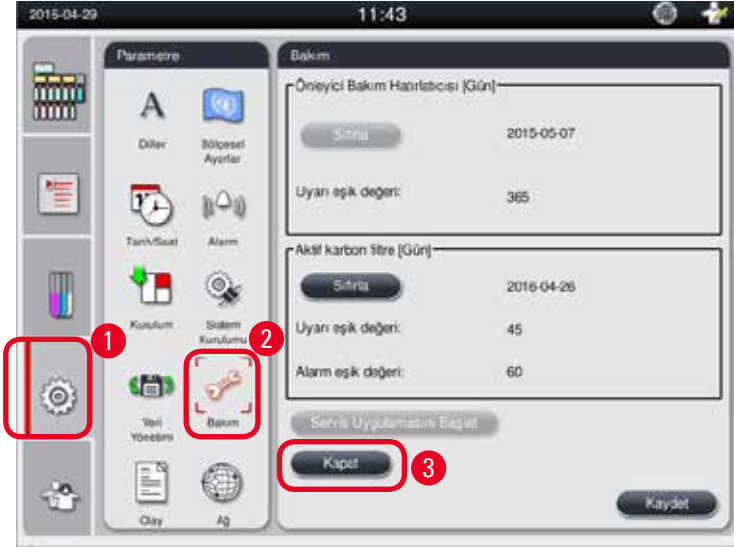 2015-04-29
11:43
Parametre
Diller
Bölgesel
Ayarlar
Tarih/Saat
Alarm
Kurulum
Sistem
Kurulumu
Veri
Yönetimi
Bakım
Olay
Ağ
1
2
Bakım
Önleyici Bakım Hatırlatıcısı [Gün]
Sıfırla
2015-05-07
Uyarı eşik değeri:
365
Aktif karbon filtre [Gün]
Sıfırla
2016-04-26
Uyarı eşik değeri:
45
Alarm eşik değeri:
60
Servis Uygulamasını Başlat
Kapat
3
Kaydet